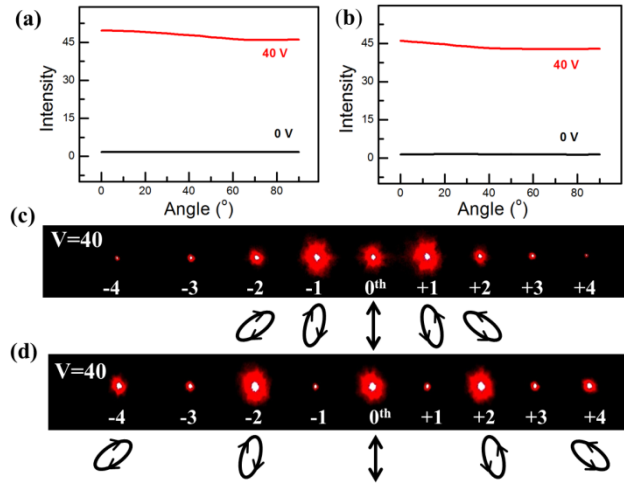 (a)
Intensity
45
30
15
0
40 V
0 V
0 20 40 60 80
Angle (°)
(b)
Intensity
45
30
15
0
40 V
0 V
0 20 40 60 80
Angle (°)
(c)
V=40
-4 -3 -2 -1 0th +1 +2 +3 +4
(d)
V=40
-4 -3 -2 -1 0th +1 +2 +3 +4